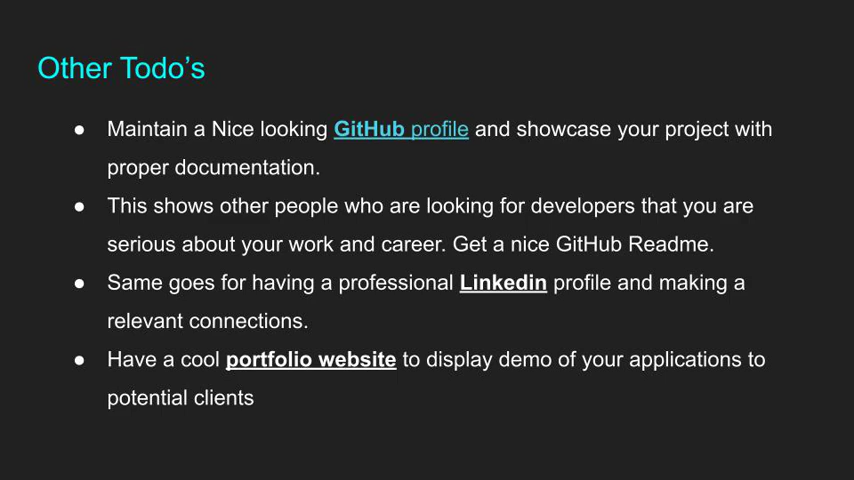 Other Todo’s
● Maintain a Nice looking GitHub profile and showcase your project with
proper documentation.
● This shows other people who are looking for developers that you are
serious about your work and career. Get a nice GitHub Readme.
● Same goes for having a professional Linkedin profile and making a
relevant connections.
● Have a cool portfolio website to display demo of your applications to
potential clients